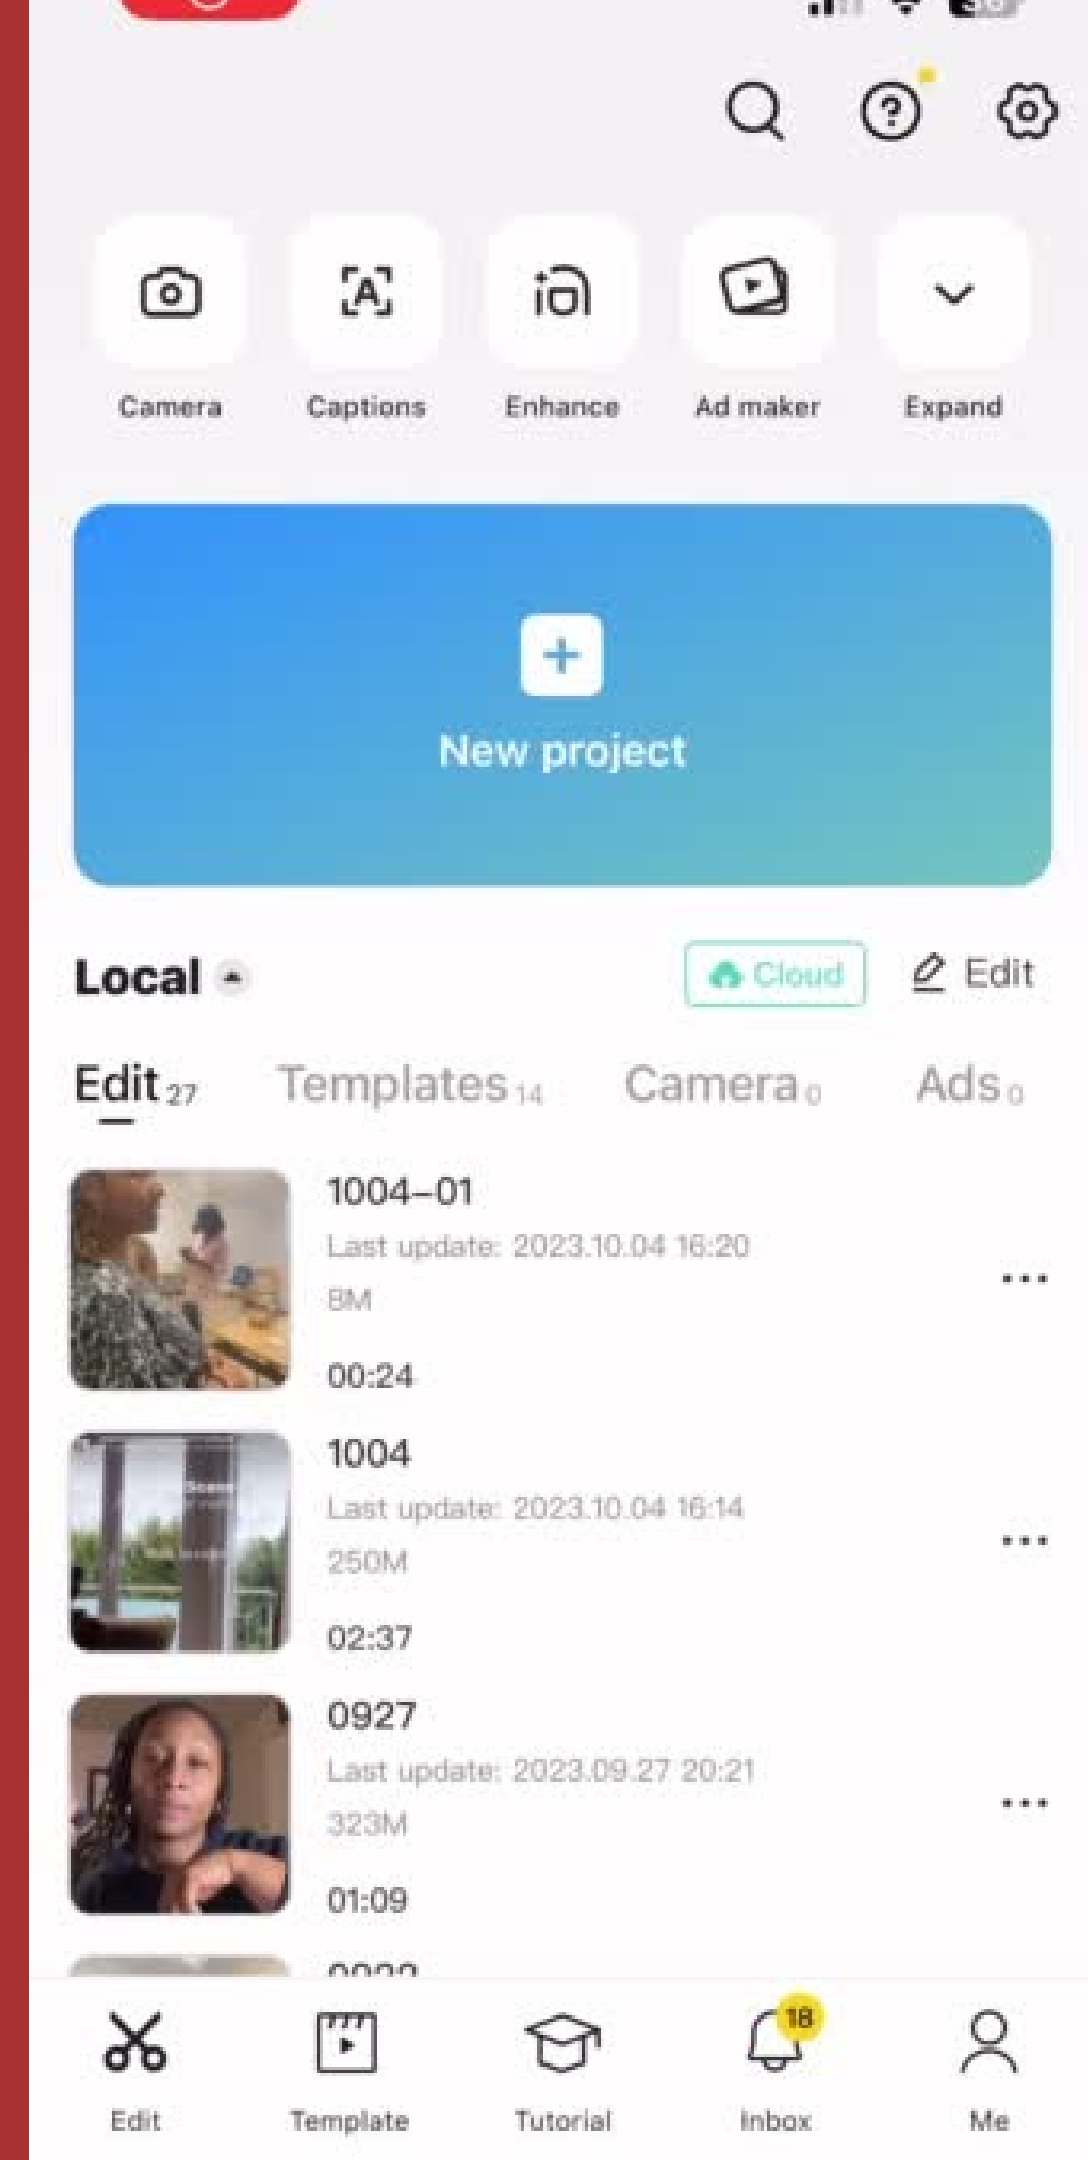 Camera
Captions
Enhance
Ad maker
Expand
New project
Local
Cloud
Edit
Edit 27
Templates 14
Camera 0
Ads 0
1004–01
Last update: 2023.10.04 16:20
8M
00:24
1004
Last update: 2023.10.04 16:14
250M
02:37
0927
Last update: 2023.09.27 20:21
323M
01:09
18
Edit
Template
Tutorial
Inbox
Me